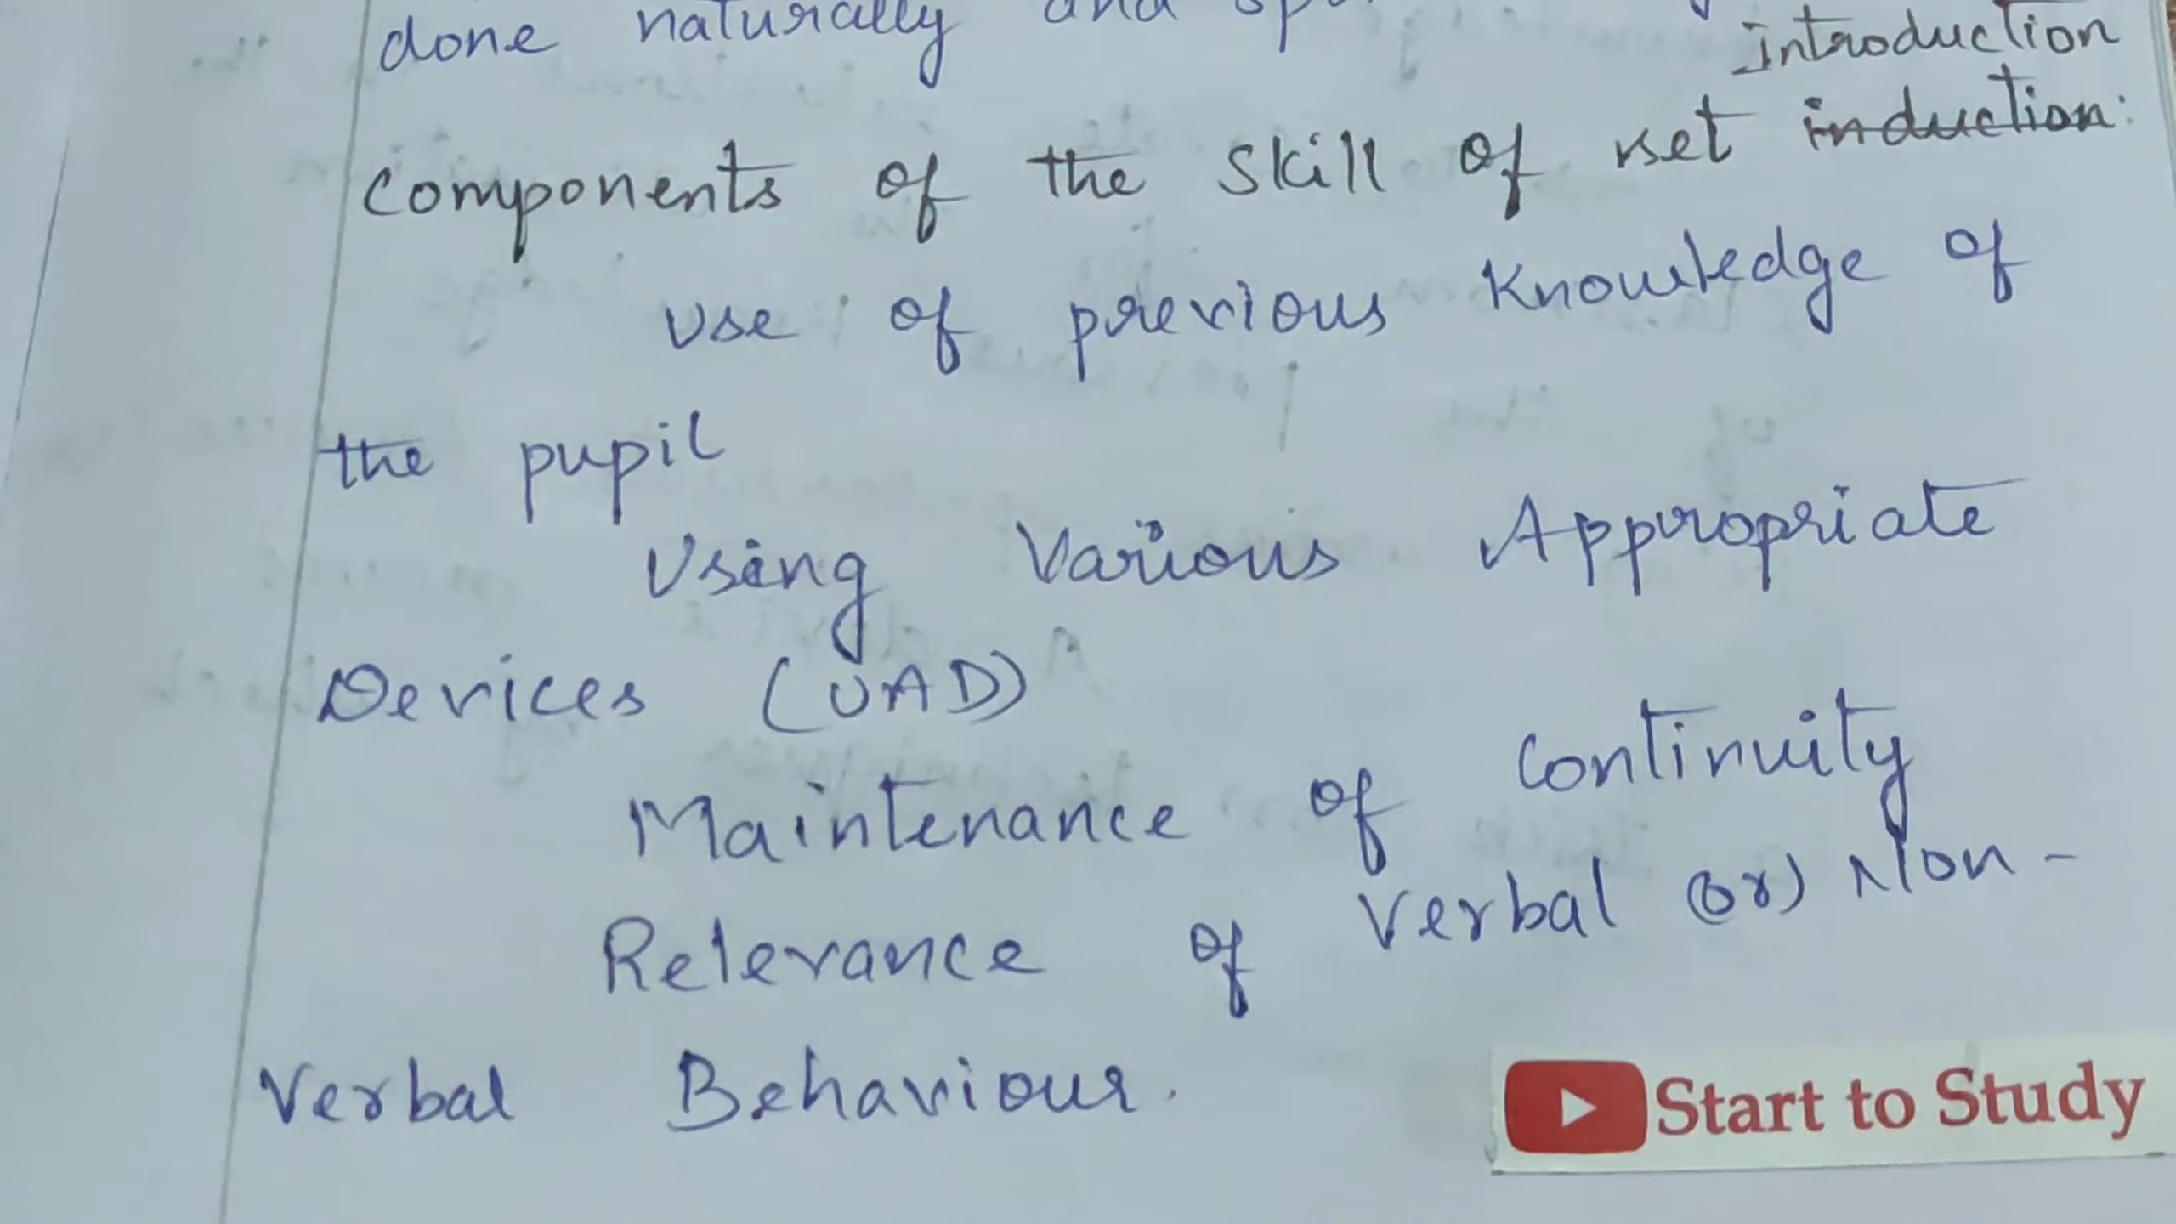 done naturally and
introduction
Components of the skill of set induction:
Use of previous Knowledge of
the pupil
Using Various Appropriate
Devices (UAD)
Maintenance of Continuity
Relevance of Verbal (or) Non-
Verbal Behaviour.
Start to Study